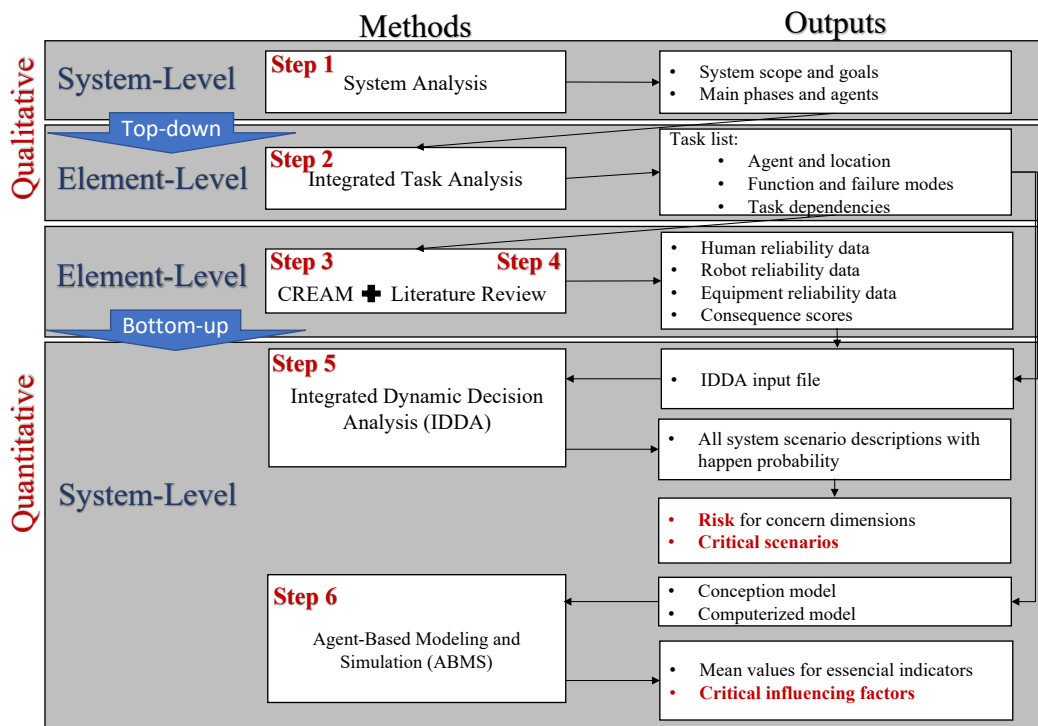 Methods
Outputs
Qualitative
System-Level
Step 1
System Analysis
• System scope and goals
• Main phases and agents
Top-down
Element-Level
Step 2
Integrated Task Analysis
Task list:
• Agent and location
• Function and failure modes
• Task dependencies
Element-Level
Step 3
Step 4
CREAM + Literature Review
• Human reliability data
• Robot reliability data
• Equipment reliability data
• Consequence scores
Bottom-up
Quantitative
System-Level
Step 5
Integrated Dynamic Decision
Analysis (IDDA)
• IDDA input file
• All system scenario descriptions with
happen probability
• Risk for concern dimensions
• Critical scenarios
Step 6
Agent-Based Modeling and
Simulation (ABMS)
• Conception model
• Computerized model
• Mean values for essencial indicators
• Critical influencing factors